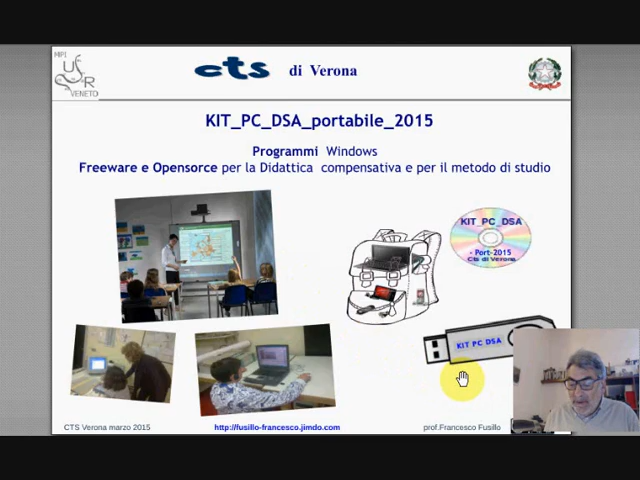 MPI
USR
VENETO
cts di Verona
KIT_PC_DSA_portabile_2015
Programmi Windows
Freeware e Opensorce per la Didattica compensativa e per il metodo di studio
KIT_PC_DSA
- Port-2015
Cts di Verona
KIT PC DSA
CTS Verona marzo 2015
http://fusillo-francesco.jimdo.com
prof.Francesco Fusillo